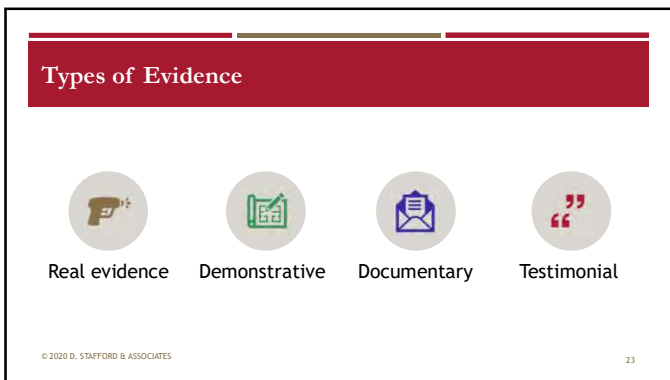 Types of Evidence
Real evidence
Demonstrative
Documentary
Testimonial
© 2020 D. STAFFORD & ASSOCIATES
23